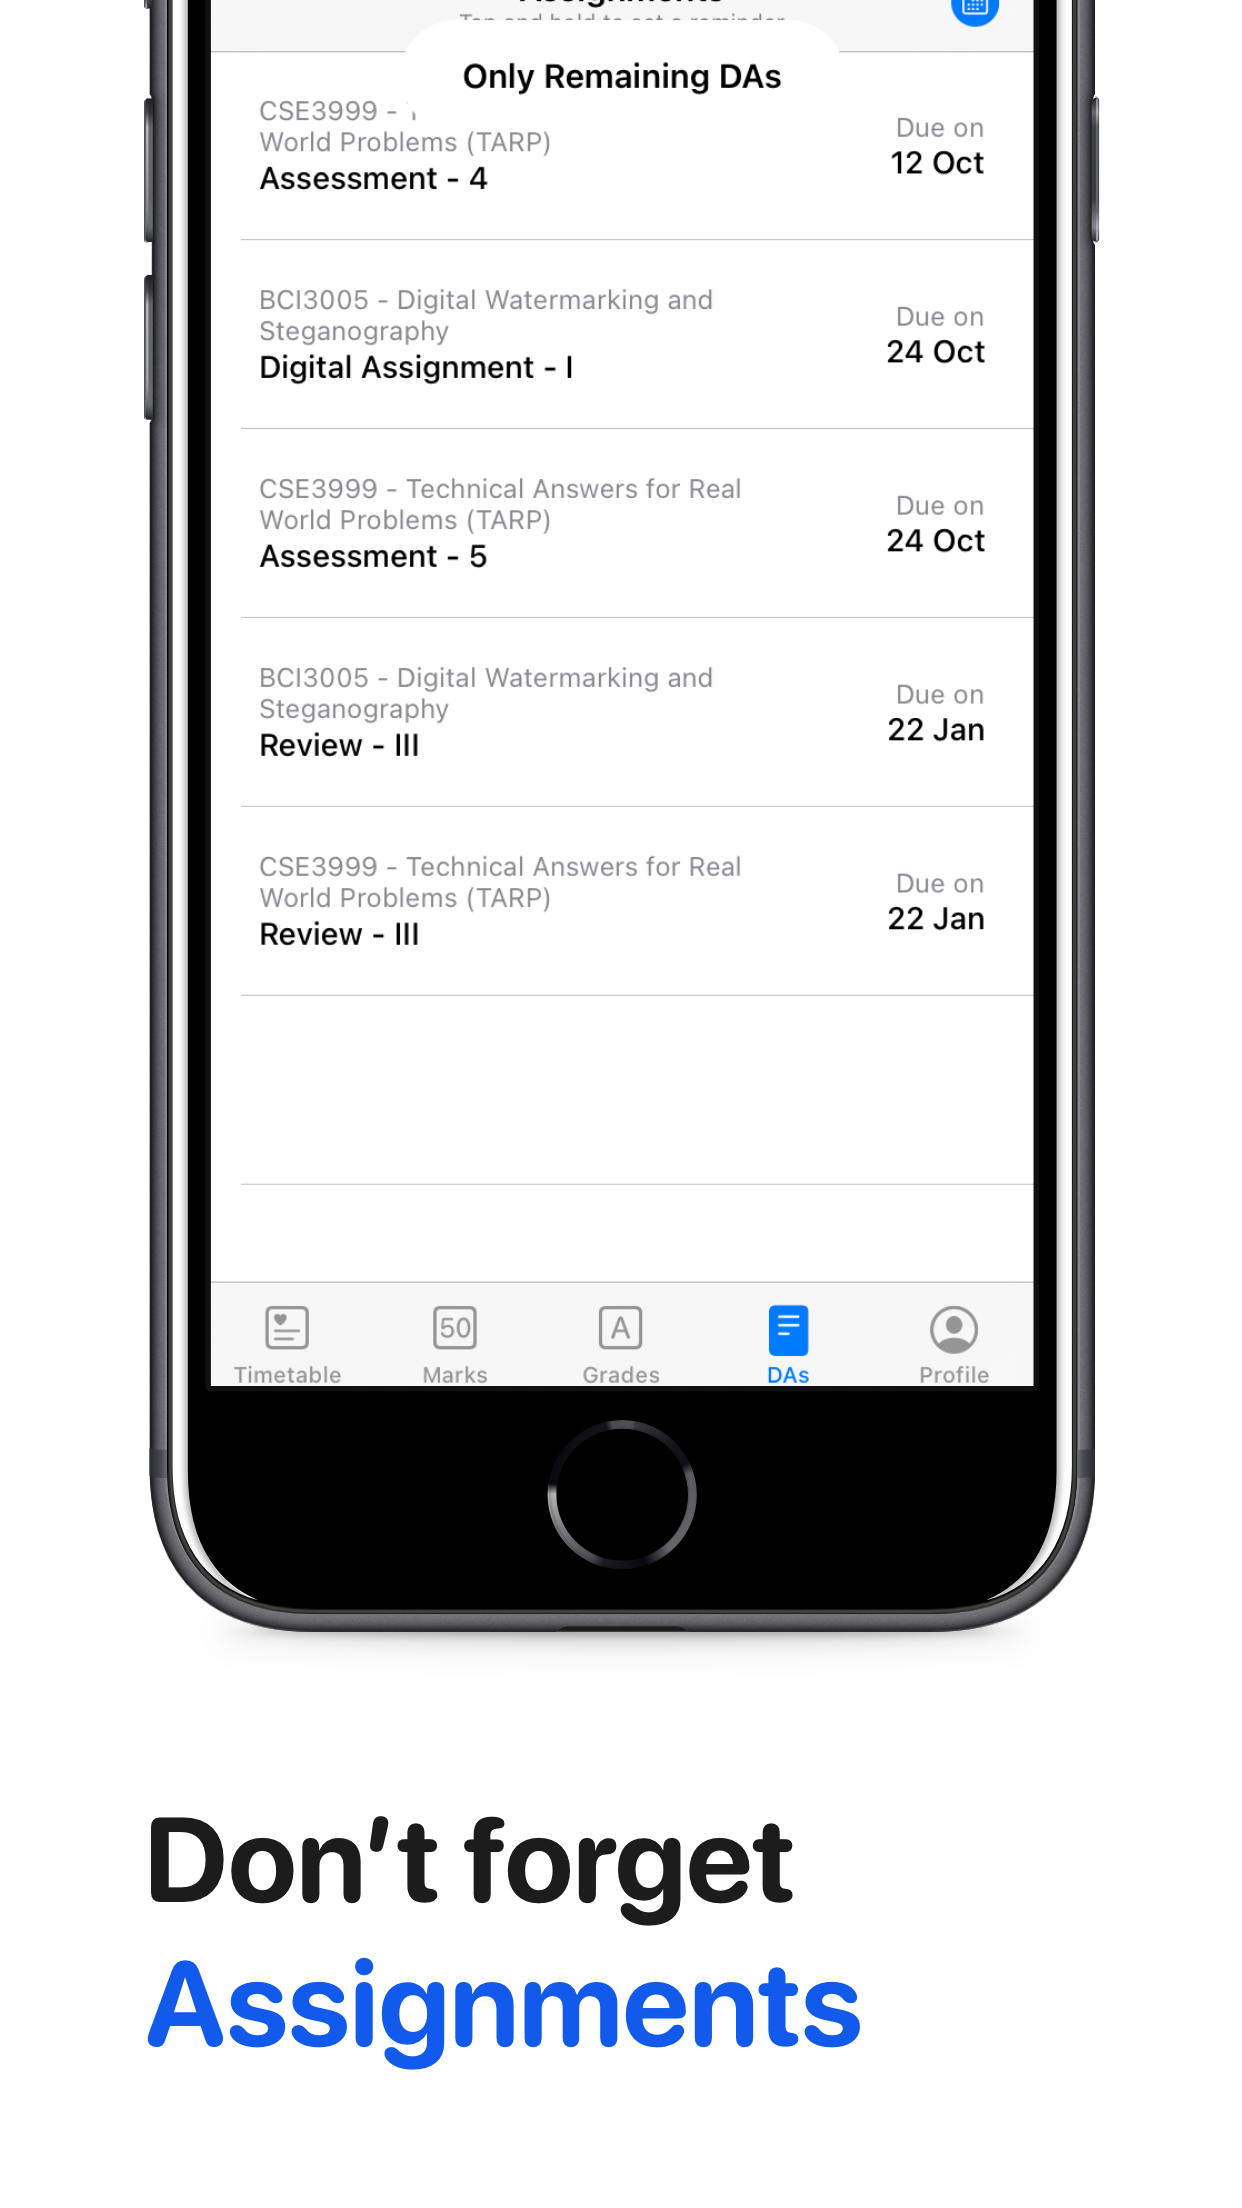 Assignments
Tap and hold to set a reminder
Only Remaining DAs
CSE3999 -
World Problems (TARP)
Assessment - 4
Due on
12 Oct
BCI3005 - Digital Watermarking and
Steganography
Digital Assignment - I
Due on
24 Oct
CSE3999 - Technical Answers for Real
World Problems (TARP)
Assessment - 5
Due on
24 Oct
BCI3005 - Digital Watermarking and
Steganography
Review - III
Due on
22 Jan
CSE3999 - Technical Answers for Real
World Problems (TARP)
Review - III
Due on
22 Jan
50
A
Timetable
Marks
Grades
DAs
Profile
Don't forget
Assignments